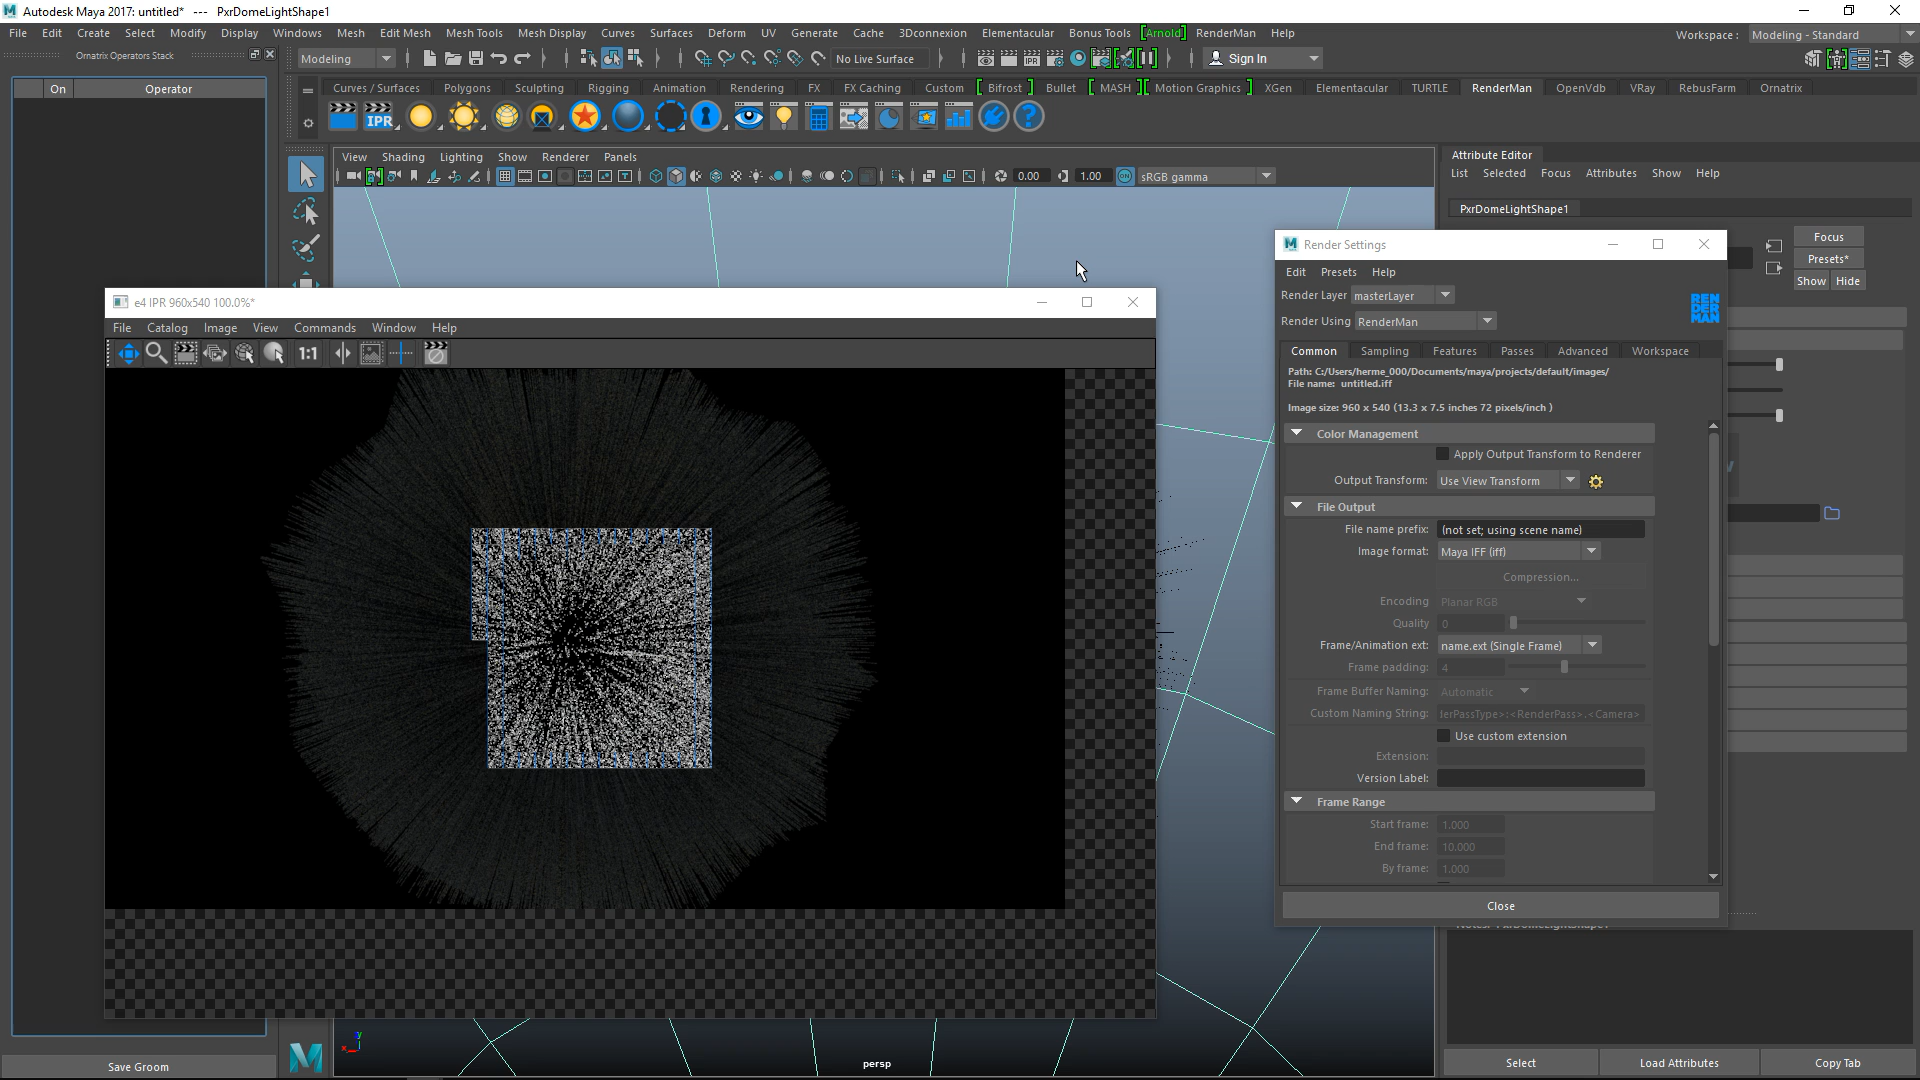 Autodesk Maya 2017: untitled* --- PxrDomeLightShape1
File Edit Create Select Modify Display Windows Mesh Edit Mesh Mesh Tools Mesh Display Curves Surfaces Deform UV Generate Cache 3Dconnexion Elementacular Bonus Tools [Arnold] RenderMan Help
Workspace: Modeling - Standard
Ornatrix Operators Stack
Modeling
No Live Surface
Sign In
On Operator
Curves / Surfaces Polygons Sculpting Rigging Animation Rendering FX FX Caching Custom [ Bifrost ] Bullet [ MASH ] [ Motion Graphics ] XGen Elementacular TURTLE RenderMan OpenVdb VRay RebusFarm Ornatrix
IPR
View Shading Lighting Show Renderer Panels
0.00 1.00 ON sRGB gamma
Attribute Editor
List Selected Focus Attributes Show Help
PxrDomeLightShape1
Focus
Presets*
Show Hide
Render Settings
Edit Presets Help
Render Layer masterLayer
Render Using RenderMan
REN
DER
MAN
Common Sampling Features Passes Advanced Workspace
Path: C:/Users/herme_000/Documents/maya/projects/default/images/
File name: untitled.iff
Image size: 960 x 540 (13.3 x 7.5 inches 72 pixels/inch )
Color Management
Apply Output Transform to Renderer
Output Transform: Use View Transform
File Output
File name prefix: (not set; using scene name)
Image format: Maya IFF (iff)
Compression...
Encoding Planar RGB
Quality 0
Frame/Animation ext: name.ext (Single Frame)
Frame padding: 4
Frame Buffer Naming: Automatic
Custom Naming String: derPassType>:<RenderPass>.<Camera>
Use custom extension
Extension:
Version Label:
Frame Range
Start frame: 1.000
End frame: 10.000
By frame: 1.000
Close
e4 IPR 960x540 100.0%*
File Catalog Image View Commands Window Help
1:1
persp
Save Groom
Select Load Attributes Copy Tab